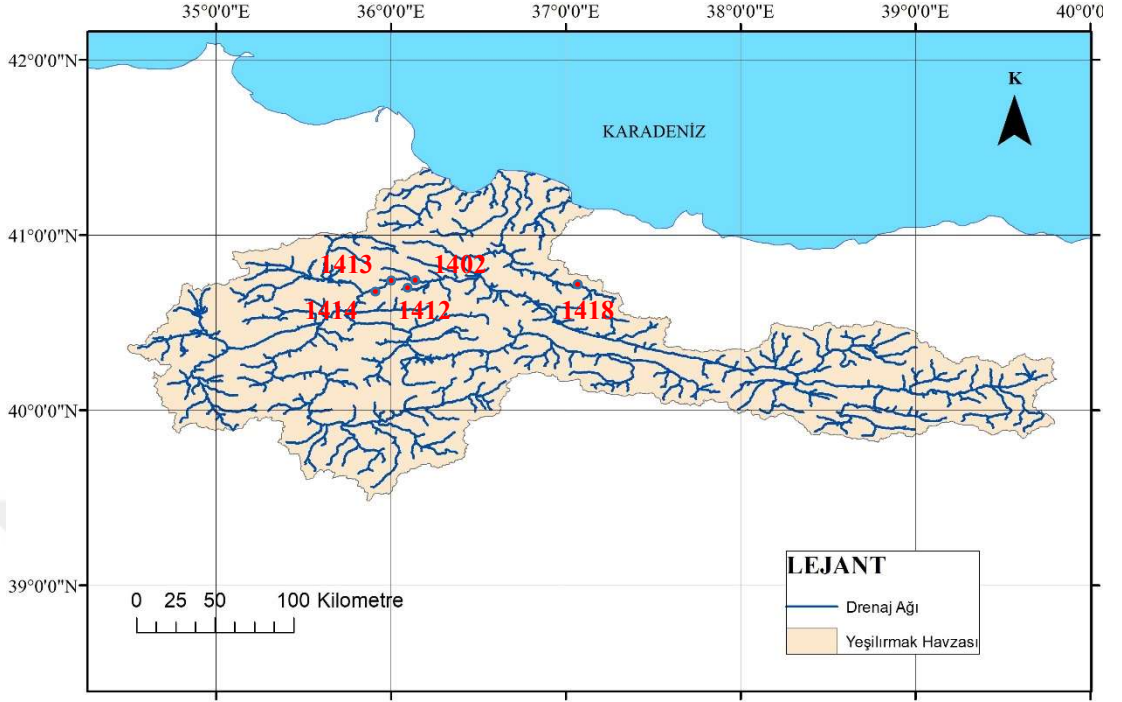 35°0'0"E 36°0'0"E 37°0'0"E 38°0'0"E 39°0'0"E 40°0'0
42°0'0"N
K
KARADENİZ
41°0'0"N
1413 1402
1414 1412 1418
40°0'0"N
39°0'0"N
0 25 50 100 Kilometre
LEJANT
Drenaj Ağı
Yeşilırmak Havzası